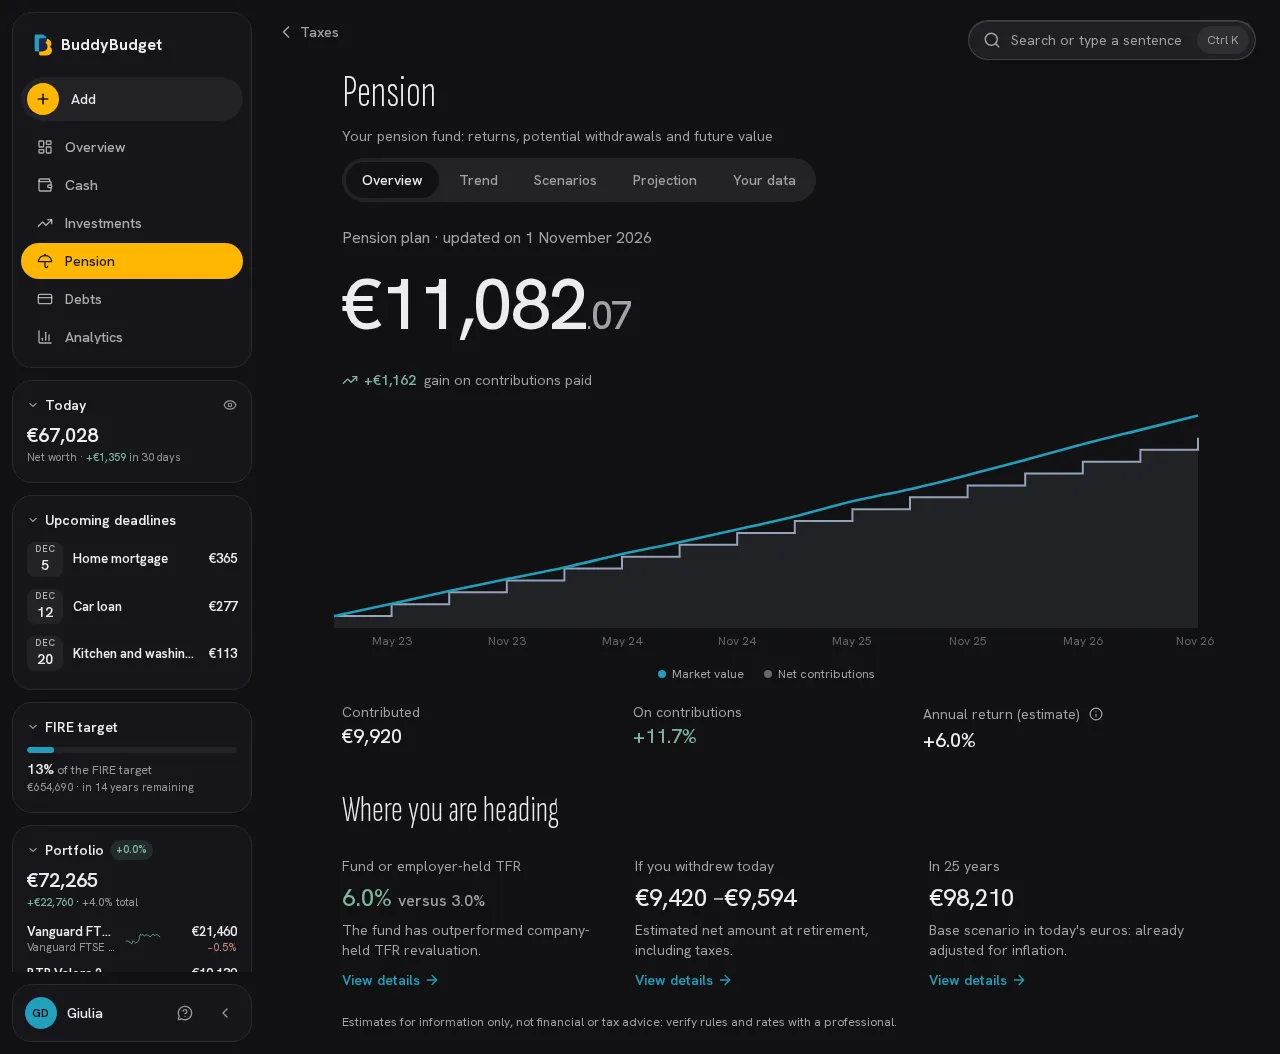 BuddyBudget
Add
Overview
Cash
Investments
Pension
Debts
Analytics
Today
€67,028
Net worth · +€1,359 in 30 days
Upcoming deadlines
DEC
5
Home mortgage
€365
DEC
12
Car loan
€277
DEC
20
Kitchen and washin...
€113
FIRE target
13% of the FIRE target
€654,690 · in 14 years remaining
Portfolio +0.0%
€72,265
+€22,760 · +4.0% total
Vanguard FT...
€21,460
Vanguard FTSE ...
−0.5%
GD
Giulia
Taxes
Search or type a sentence
Ctrl K
Pension
Your pension fund: returns, potential withdrawals and future value
Overview
Trend
Scenarios
Projection
Your data
Pension plan · updated on 1 November 2026
€11,082.07
+€1,162 gain on contributions paid
May 23
Nov 23
May 24
Nov 24
May 25
Nov 25
May 26
Nov 26
Market value
Net contributions
Contributed
€9,920
On contributions
+11.7%
Annual return (estimate)
+6.0%
Where you are heading
Fund or employer-held TFR
6.0% versus 3.0%
The fund has outperformed company-
held TFR revaluation.
View details →
If you withdrew today
€9,420 –€9,594
Estimated net amount at retirement,
including taxes.
View details →
In 25 years
€98,210
Base scenario in today's euros: already
adjusted for inflation.
View details →
Estimates for information only, not financial or tax advice: verify rules and rates with a professional.